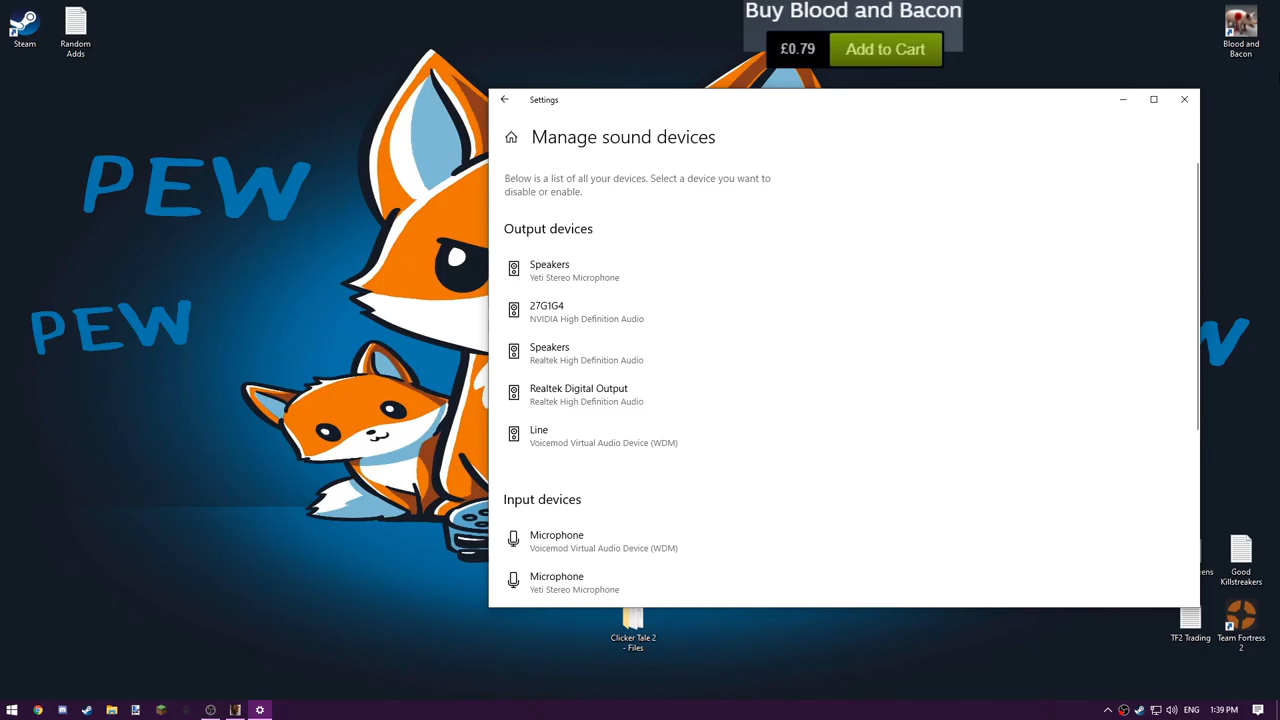 Buy Blood and Bacon
£0.79
Add to Cart
Steam
Random
Adds
Blood and
Bacon
PEW
PEW
Settings
Manage sound devices
Below is a list of all your devices. Select a device you want to
disable or enable.
Output devices
Speakers
Yeti Stereo Microphone
27G1G4
NVIDIA High Definition Audio
Speakers
Realtek High Definition Audio
Realtek Digital Output
Realtek High Definition Audio
Line
Voicemod Virtual Audio Device (WDM)
Input devices
Microphone
Voicemod Virtual Audio Device (WDM)
Microphone
Yeti Stereo Microphone
Good
Killstreakers
Clicker Tale 2
- Files
TF2 Trading
Team Fortress
2
ENG
1:39 PM